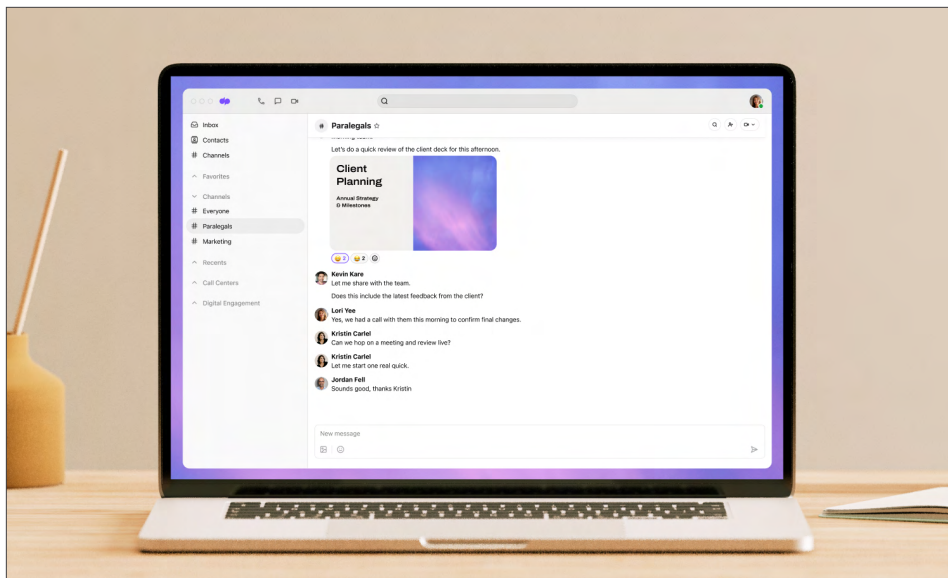 Inbox
Contacts
# Channels
Favorites
Channels
# Everyone
# Paralegals
# Marketing
Recents
Call Centers
Digital Engagement
# Paralegals
Let's do a quick review of the client deck for this afternoon.
Client
Planning
Annual Strategy
& Milestones
2 2
Kevin Kare
Let me share with the team.
Does this include the latest feedback from the client?
Lori Yee
Yes, we had a call with them this morning to confirm final changes.
Kristin Carlel
Can we hop on a meeting and review live?
Kristin Carlel
Let me start one real quick.
Jordan Fell
Sounds good, thanks Kristin
New message